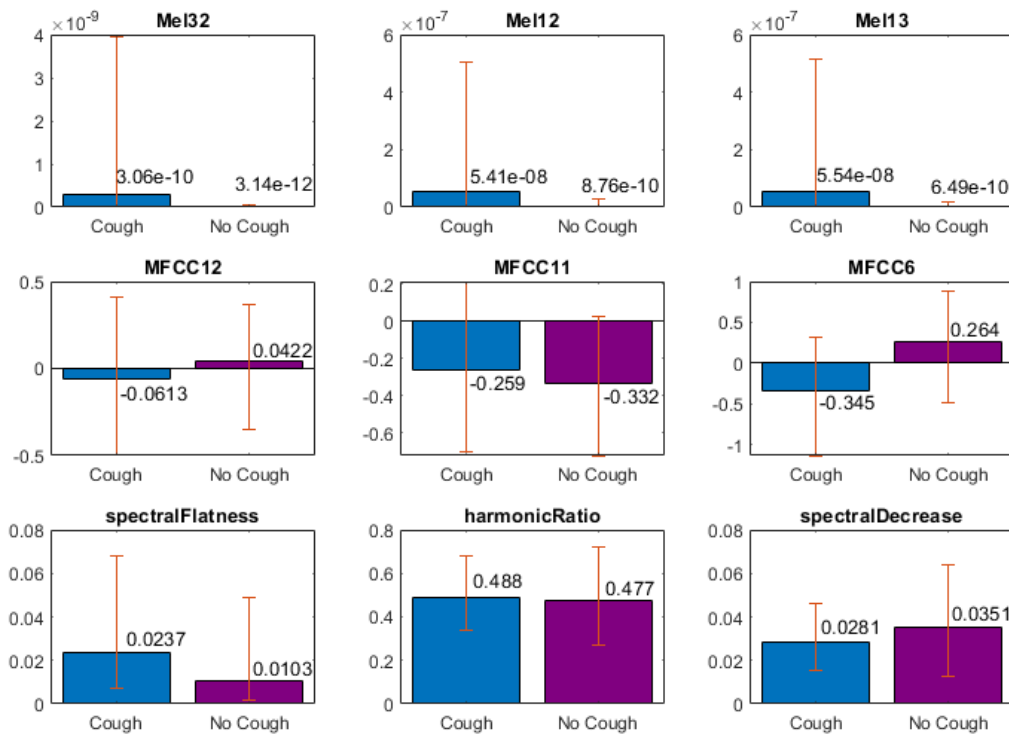 ×10^-9 Mel32
4
3
2
1
0
3.06e-10
3.14e-12
Cough No Cough
×10^-7 Mel12
6
4
2
0
5.41e-08
8.76e-10
Cough No Cough
×10^-7 Mel13
6
4
2
0
5.54e-08
6.49e-10
Cough No Cough
MFCC12
0.5
0
-0.5
-0.0613
0.0422
Cough No Cough
MFCC11
0.2
0
-0.2
-0.4
-0.6
-0.259
-0.332
Cough No Cough
MFCC6
1
0.5
0
-0.5
-1
-0.345
0.264
Cough No Cough
spectralFlatness
0.08
0.06
0.04
0.02
0
0.0237
0.0103
Cough No Cough
harmonicRatio
0.8
0.6
0.4
0.2
0
0.488
0.477
Cough No Cough
spectralDecrease
0.08
0.06
0.04
0.02
0
0.0281
0.0351
Cough No Cough